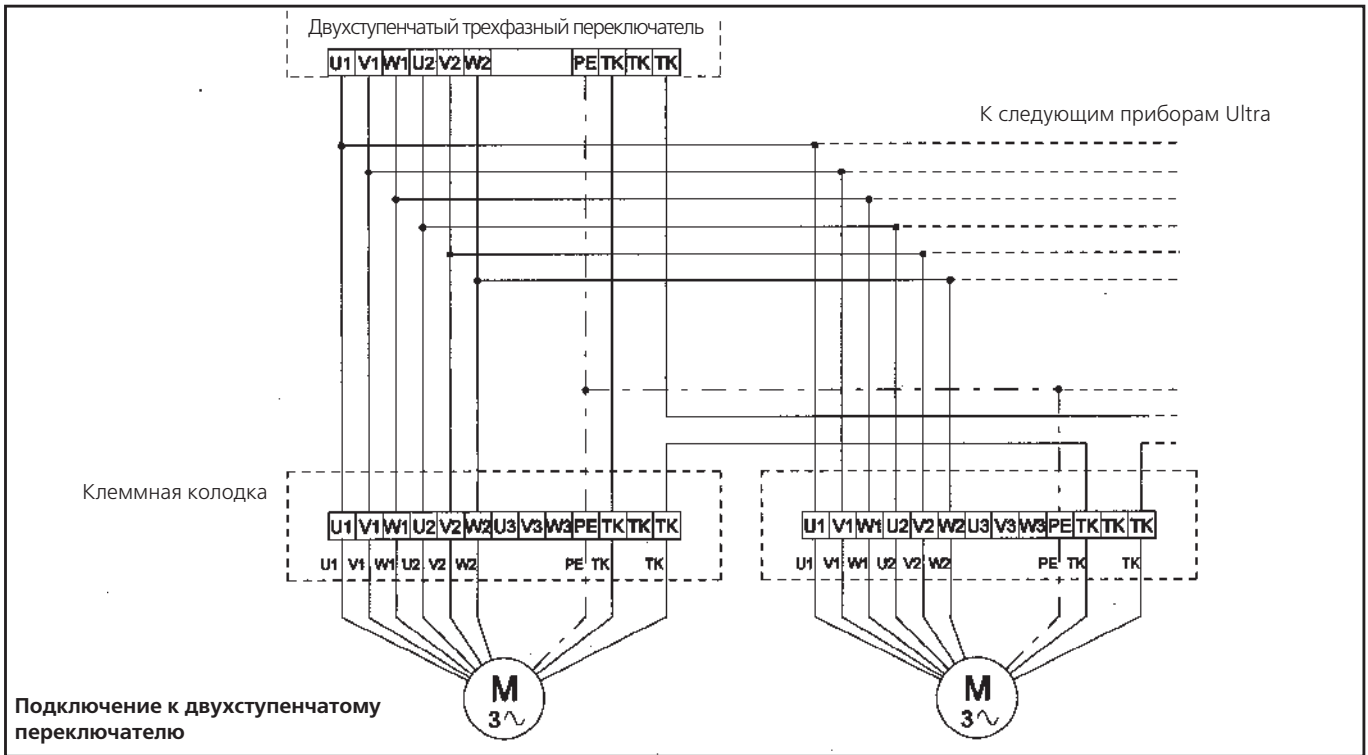 Двухступенчатый трехфазный переключатель
U1 V1 W1 U2 V2 W2 PE TK TK TK
К следующим приборам Ultra
Клеммная колодка
U1 V1 W1 U2 V2 W2 U3 V3 W3 PE TK TK TK
U1 V1 W1 U2 V2 W2 PE TK TK
U1 V1 W1 U2 V2 W2 U3 V3 W3 PE TK TK TK
U1 V1 W1 U2 V2 W2 PE TK TK
M
3∿
M
3∿
Подключение к двухступенчатому
переключателю